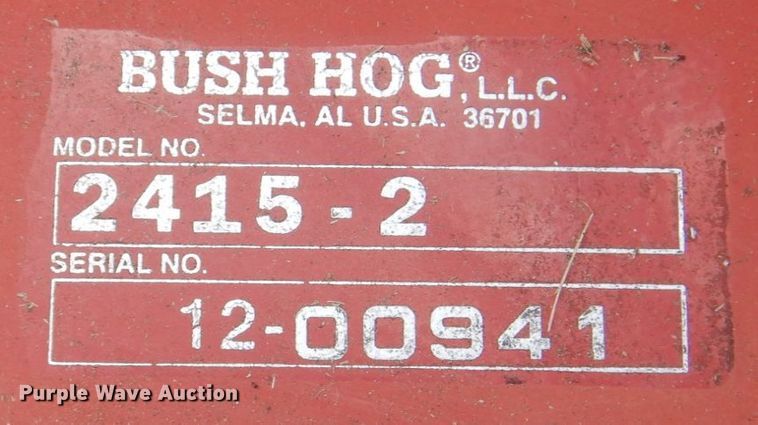 BUSH HOG®, L.L.C.
SELMA, AL U.S.A. 36701
MODEL NO.
2415-2
SERIAL NO.
12-00941
Purple Wave Auction